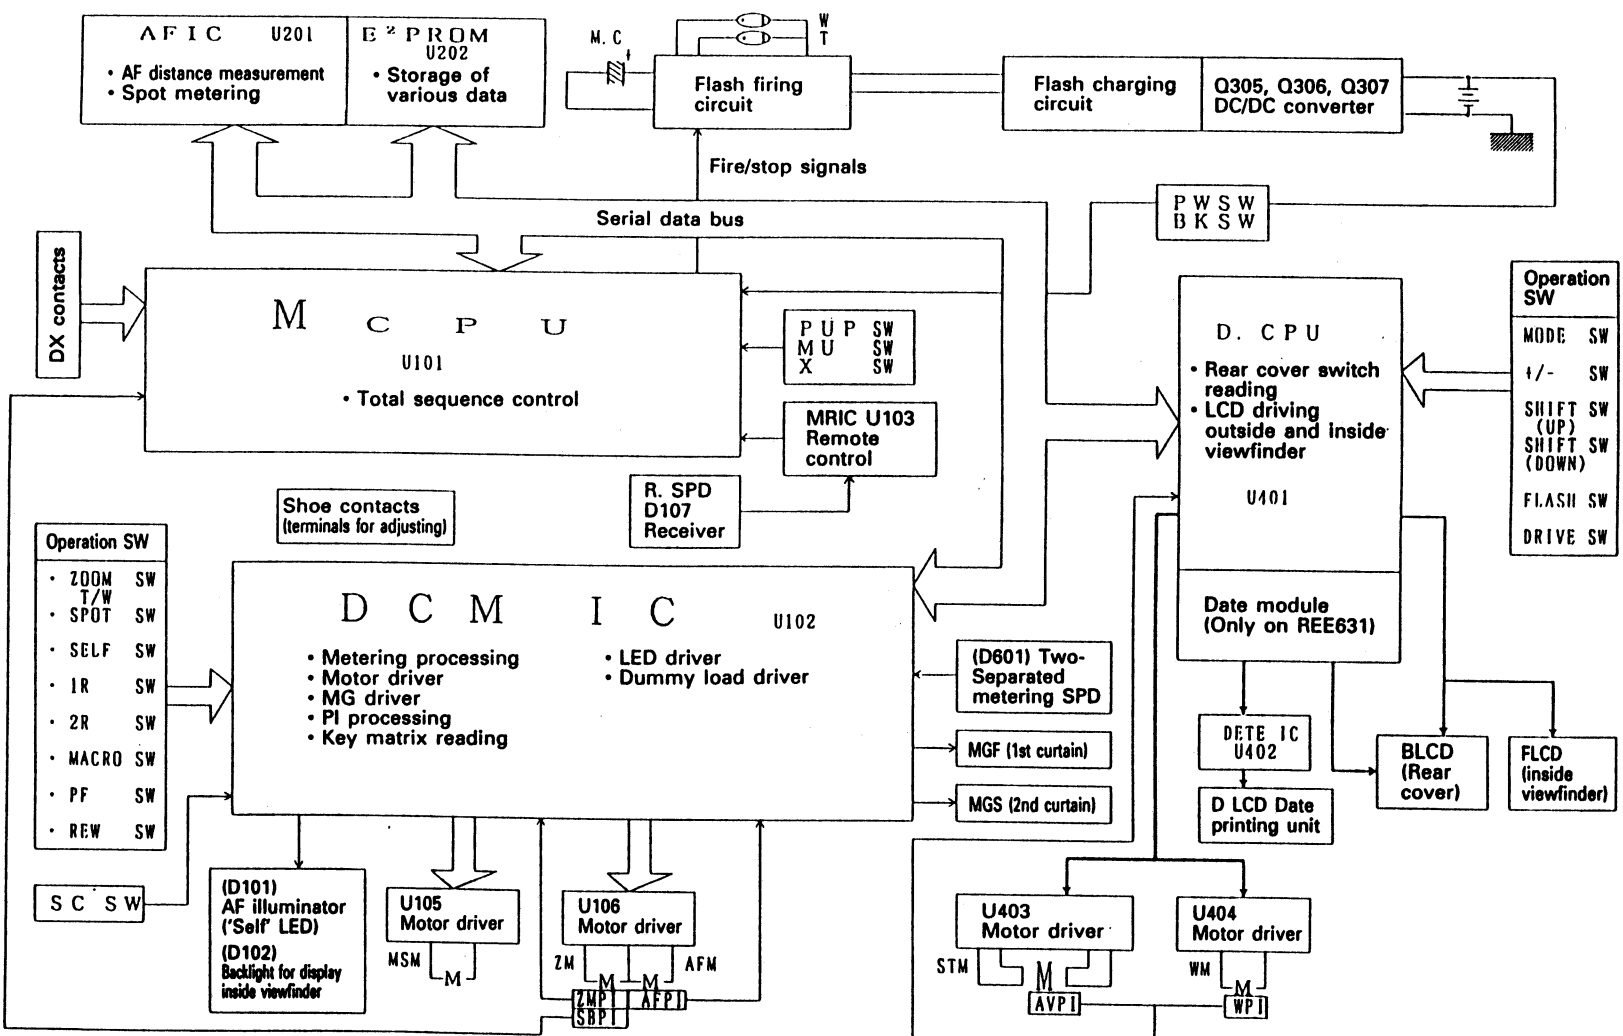 AFIC U201
• AF distance measurement
• Spot metering
E²PROM
U202
• Storage of
various data
M.C
W
T
Flash firing
circuit
Flash charging
circuit
Q305, Q306, Q307
DC/DC converter
Fire/stop signals
Serial data bus
PWSW
BKSW
DX contacts
M C P U
U101
• Total sequence control
PUP SW
MU SW
X SW
MRIC U103
Remote
control
R. SPD
D107
Receiver
Shoe contacts
(terminals for adjusting)
D. CPU
• Rear cover switch
reading
• LCD driving
outside and inside
viewfinder
U401
Date module
(Only on REE631)
Operation
SW
MODE SW
+/- SW
SHIFT SW
(UP)
SHIFT SW
(DOWN)
FLASH SW
DRIVE SW
Operation SW
• ZOOM SW
T/W
• SPOT SW
• SELF SW
• 1R SW
• 2R SW
• MACRO SW
• PF SW
• REW SW
SC SW
D C M I C U102
• Metering processing
• Motor driver
• MG driver
• PI processing
• Key matrix reading
• LED driver
• Dummy load driver
(D601) Two-
Separated
metering SPD
MGF (1st curtain)
MGS (2nd curtain)
DETE IC
U402
D LCD Date
printing unit
BLCD
(Rear
cover)
FLCD
(inside
viewfinder)
(D101)
AF illuminator
('Self' LED)
(D102)
Backlight for display
inside viewfinder
U105
Motor driver
MSM
M
U106
Motor driver
ZM
AFM
M M
ZMPI AFPI
SBPI
U403
Motor driver
STM
M
AVPI
U404
Motor driver
WM
M
WPI